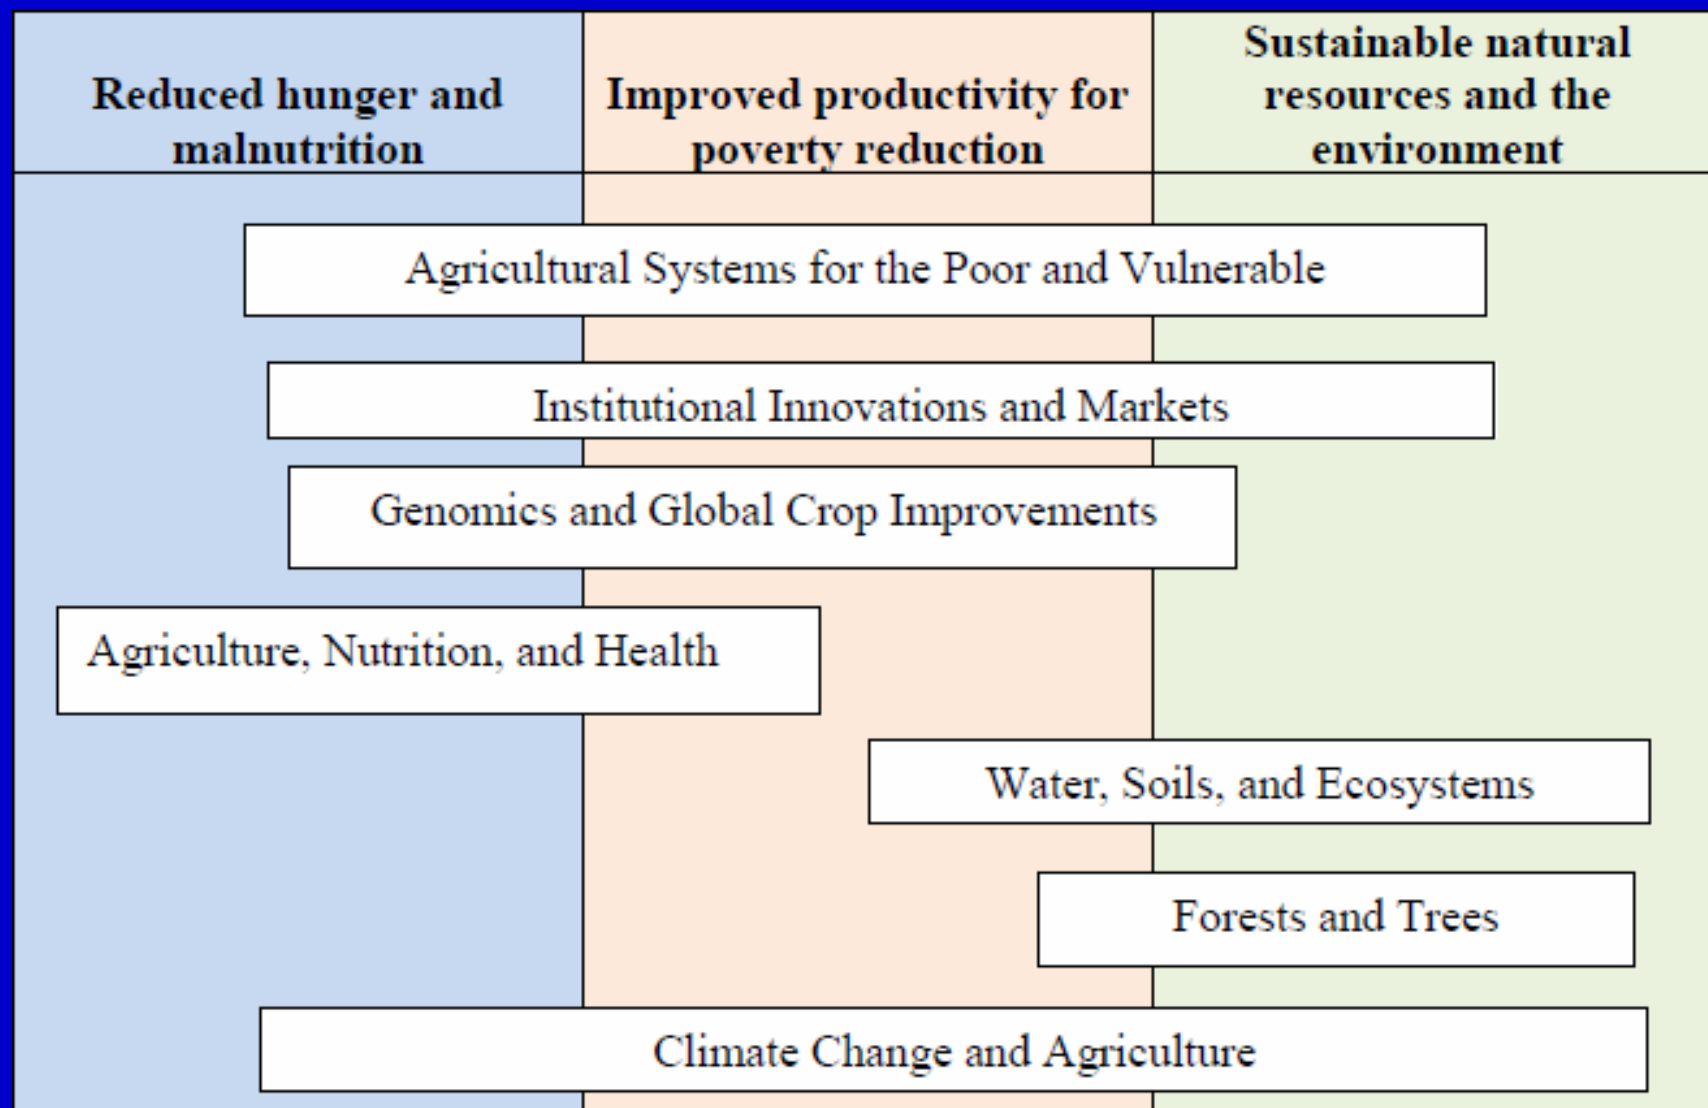 Reduced hunger and
malnutrition
Improved productivity for
poverty reduction
Sustainable natural
resources and the
environment
Agricultural Systems for the Poor and Vulnerable
Institutional Innovations and Markets
Genomics and Global Crop Improvements
Agriculture, Nutrition, and Health
Water, Soils, and Ecosystems
Forests and Trees
Climate Change and Agriculture